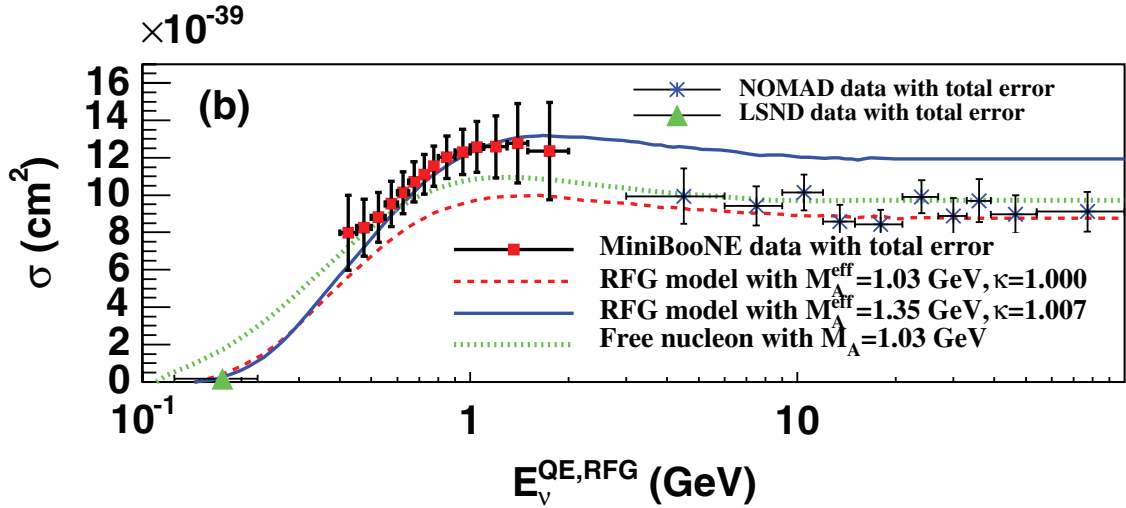 ×10⁻³⁹
σ (cm²)
16
14
12
10
8
6
4
2
0
(b)
NOMAD data with total error
LSND data with total error
MiniBooNE data with total error
RFG model with M_A^eff=1.03 GeV, κ=1.000
RFG model with M_A^eff=1.35 GeV, κ=1.007
Free nucleon with M_A=1.03 GeV
10⁻¹ 1 10
E_ν^QE,RFG (GeV)